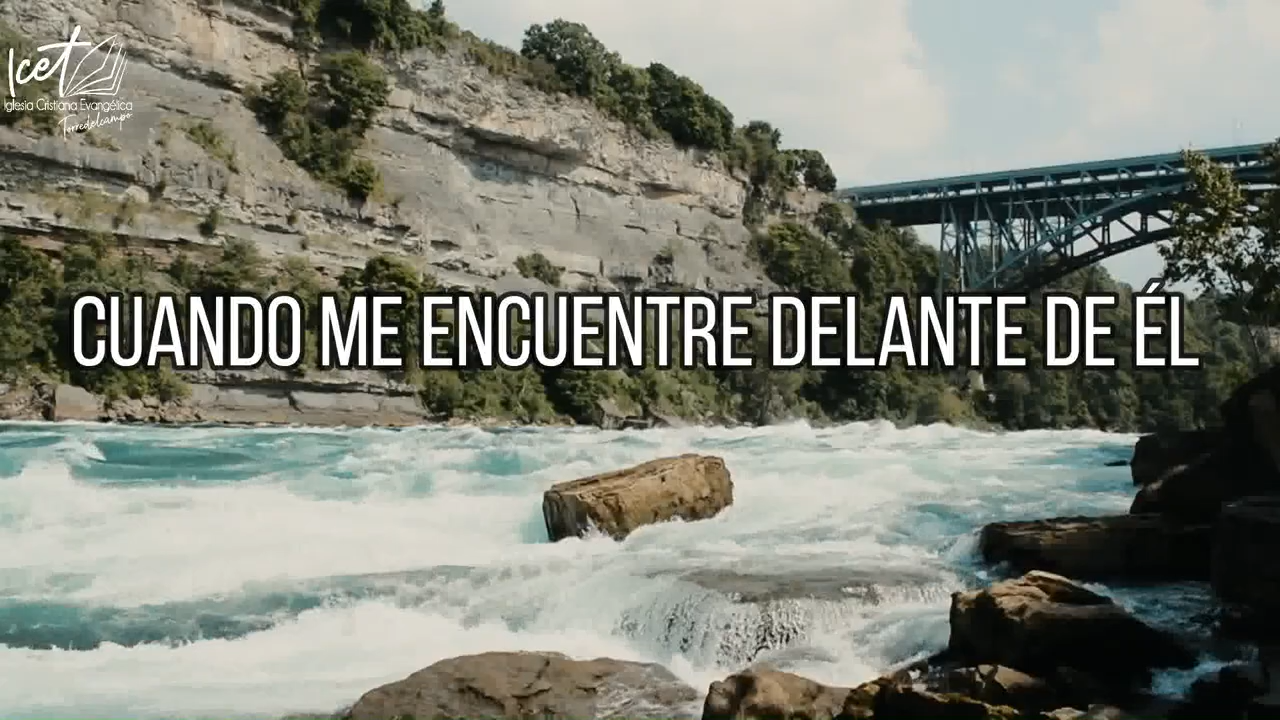 Icet
Iglesia Cristiana Evangélica
Torredelcampo
CUANDO ME ENCUENTRE DELANTE DE ÉL